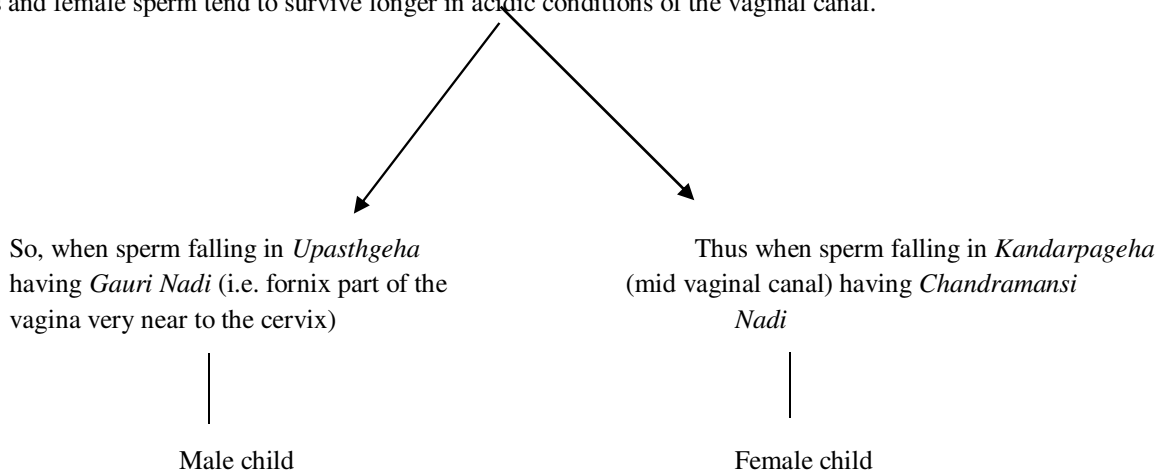 s and female sperm tend to survive longer in acidic conditions of the vaginal canal.
So, when sperm falling in Upasthgeha
having Gauri Nadi (i.e. fornix part of the
vagina very near to the cervix)
Thus when sperm falling in Kandarpageha
(mid vaginal canal) having Chandramansi
Nadi
Male child
Female child